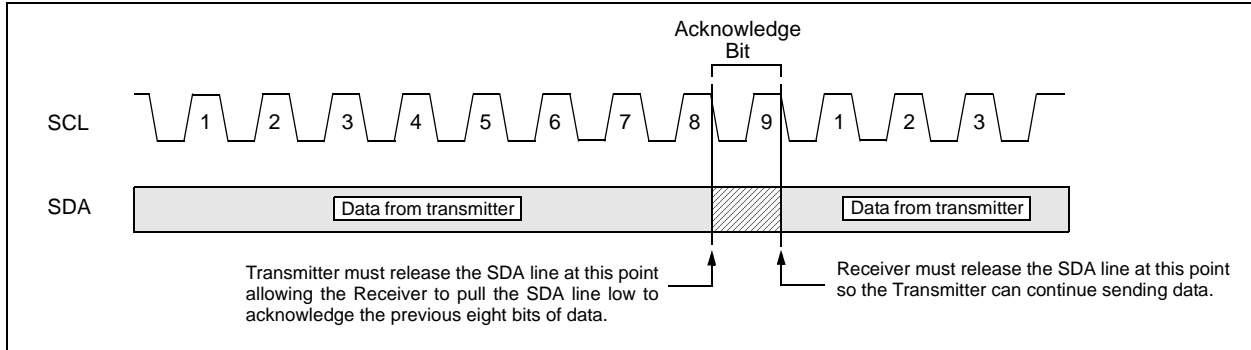 Acknowledge
Bit
SCL
1 2 3 4 5 6 7 8 9 1 2 3
SDA
Data from transmitter
Data from transmitter
Transmitter must release the SDA line at this point
allowing the Receiver to pull the SDA line low to
acknowledge the previous eight bits of data.
Receiver must release the SDA line at this point
so the Transmitter can continue sending data.